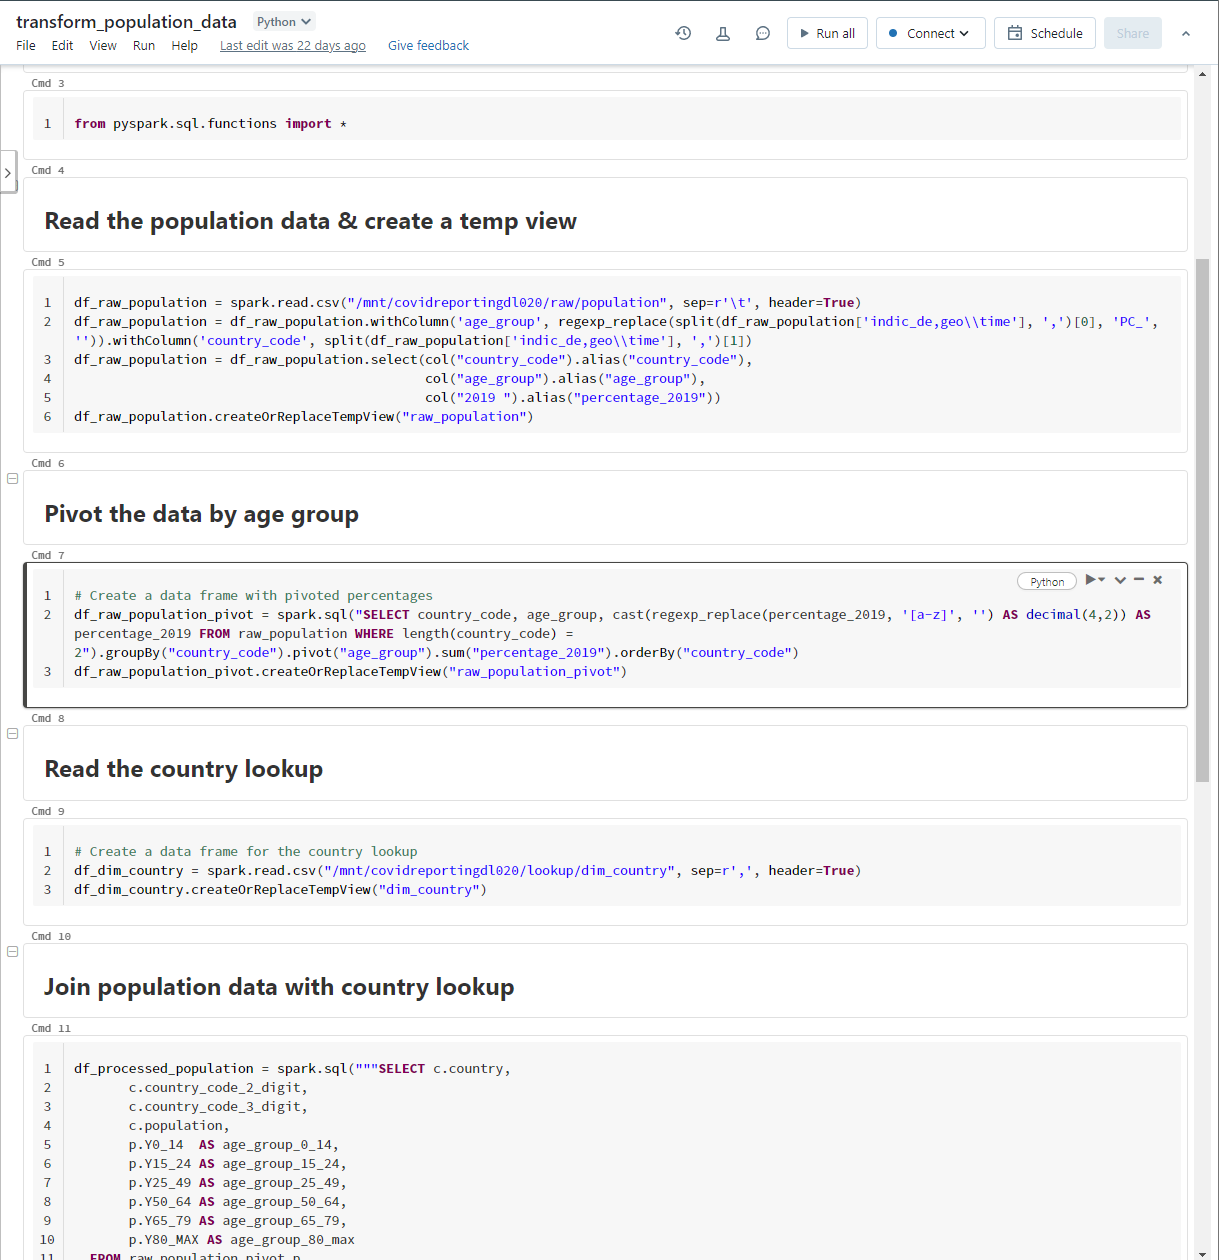 transform_population_data Python
File Edit View Run Help Last edit was 22 days ago Give feedback
Run all Connect Schedule Share
Cmd 3
1 from pyspark.sql.functions import *
Cmd 4
Read the population data & create a temp view
Cmd 5
1 df_raw_population = spark.read.csv("/mnt/covidreportingdl020/raw/population", sep=r'\t', header=True)
2 df_raw_population = df_raw_population.withColumn('age_group', regexp_replace(split(df_raw_population['indic_de,geo\\time'], ',')[0], 'PC_',
'')).withColumn('country_code', split(df_raw_population['indic_de,geo\\time'], ',')[1])
3 df_raw_population = df_raw_population.select(col("country_code").alias("country_code"),
4 col("age_group").alias("age_group"),
5 col("2019 ").alias("percentage_2019"))
6 df_raw_population.createOrReplaceTempView("raw_population")
Cmd 6
Pivot the data by age group
Cmd 7
Python
1 # Create a data frame with pivoted percentages
2 df_raw_population_pivot = spark.sql("SELECT country_code, age_group, cast(regexp_replace(percentage_2019, '[a-z]', '') AS decimal(4,2)) AS
percentage_2019 FROM raw_population WHERE length(country_code) =
2").groupBy("country_code").pivot("age_group").sum("percentage_2019").orderBy("country_code")
3 df_raw_population_pivot.createOrReplaceTempView("raw_population_pivot")
Cmd 8
Read the country lookup
Cmd 9
1 # Create a data frame for the country lookup
2 df_dim_country = spark.read.csv("/mnt/covidreportingdl020/lookup/dim_country", sep=r',', header=True)
3 df_dim_country.createOrReplaceTempView("dim_country")
Cmd 10
Join population data with country lookup
Cmd 11
1 df_processed_population = spark.sql("""SELECT c.country,
2 c.country_code_2_digit,
3 c.country_code_3_digit,
4 c.population,
5 p.Y0_14  AS age_group_0_14,
6 p.Y15_24 AS age_group_15_24,
7 p.Y25_49 AS age_group_25_49,
8 p.Y50_64 AS age_group_50_64,
9 p.Y65_79 AS age_group_65_79,
10 p.Y80_MAX AS age_group_80_max
11 FROM raw_population_pivot p